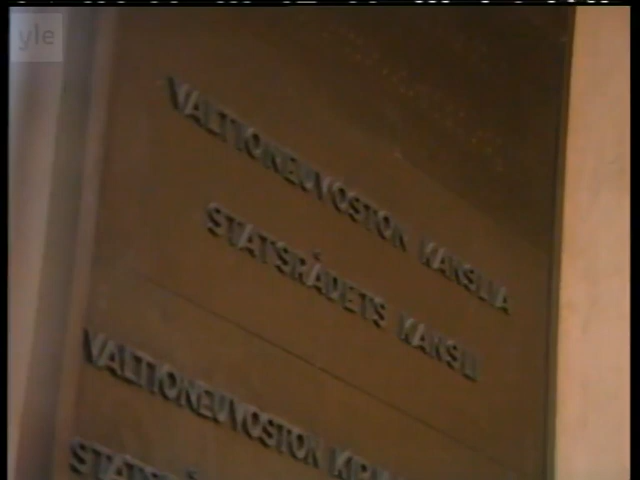 yle
VALTIONEUVOSTON KANSLIA
STATSRÅDETS KANSLI
VALTIONEUVOSTON